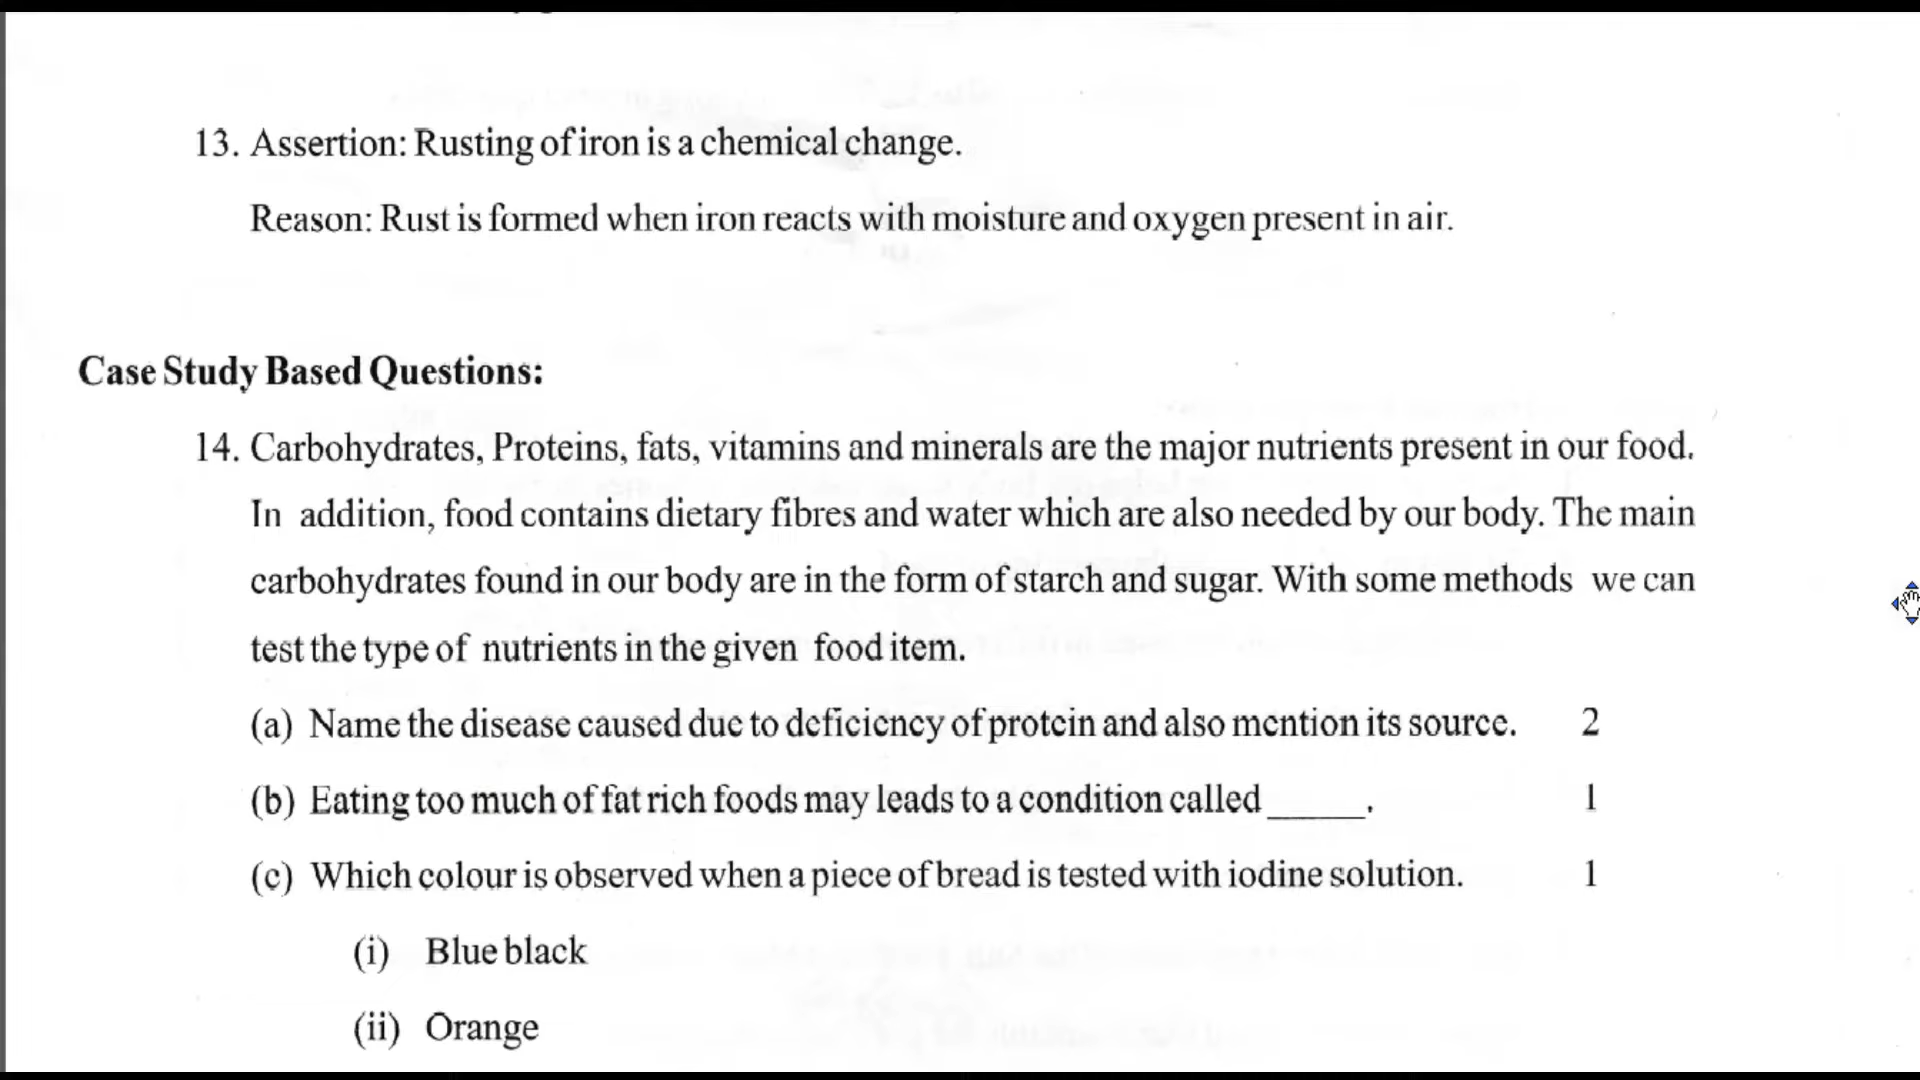 13. Assertion: Rusting of iron is a chemical change.
Reason: Rust is formed when iron reacts with moisture and oxygen present in air.
Case Study Based Questions:
14. Carbohydrates, Proteins, fats, vitamins and minerals are the major nutrients present in our food.
In addition, food contains dietary fibres and water which are also needed by our body. The main
carbohydrates found in our body are in the form of starch and sugar. With some methods we can
test the type of nutrients in the given food item.
(a) Name the disease caused due to deficiency of protein and also mention its source. 2
(b) Eating too much of fat rich foods may leads to a condition called _____. 1
(c) Which colour is observed when a piece of bread is tested with iodine solution. 1
(i) Blue black
(ii) Orange